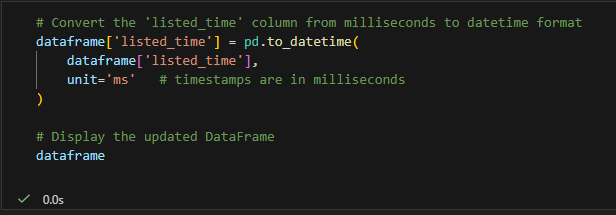 # Convert the 'listed_time' column from milliseconds to datetime format
dataframe['listed_time'] = pd.to_datetime(
    dataframe['listed_time'],
    unit='ms'   # timestamps are in milliseconds
)

# Display the updated DataFrame
dataframe
0.0s